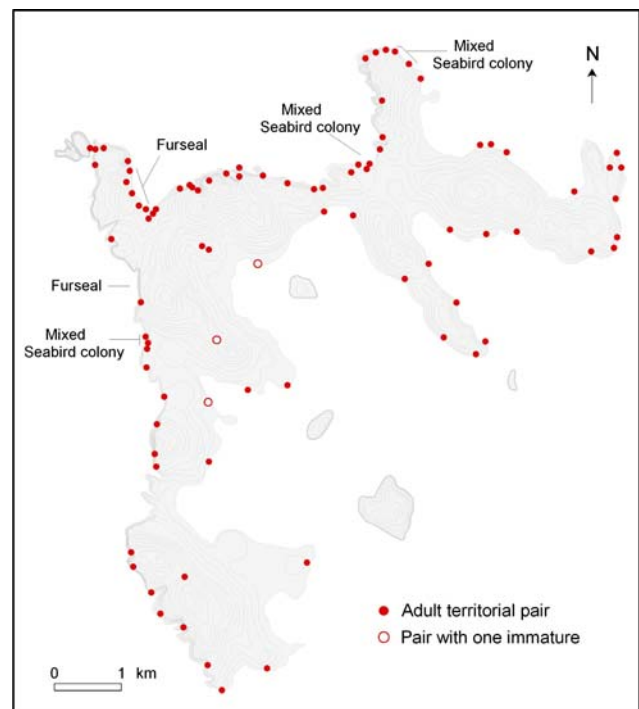 Mixed
Seabird colony
N
Mixed
Seabird colony
Furseal
Furseal
Mixed
Seabird colony
Adult territorial pair
Pair with one immature
0 1 km